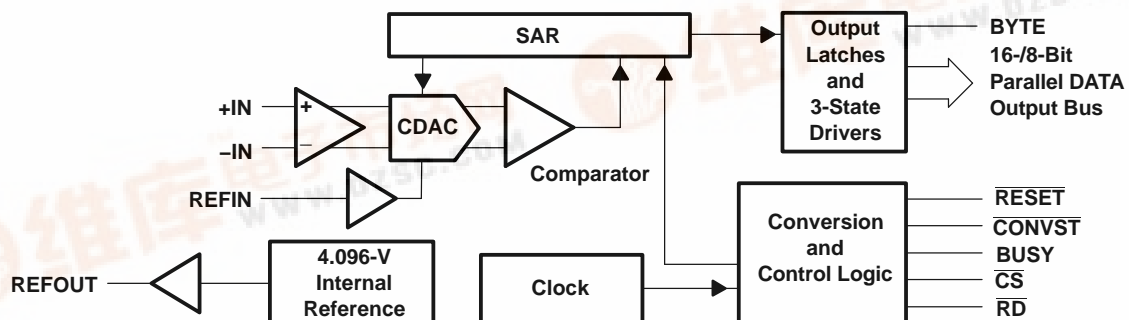 SAR
Output
Latches
and
3-State
Drivers
BYTE
16-/8-Bit
Parallel DATA
Output Bus
+IN
–IN
+
–
CDAC
REFIN
Comparator
REFOUT
4.096-V
Internal
Reference
Clock
Conversion
and
Control Logic
RESET
CONVST
BUSY
CS
RD